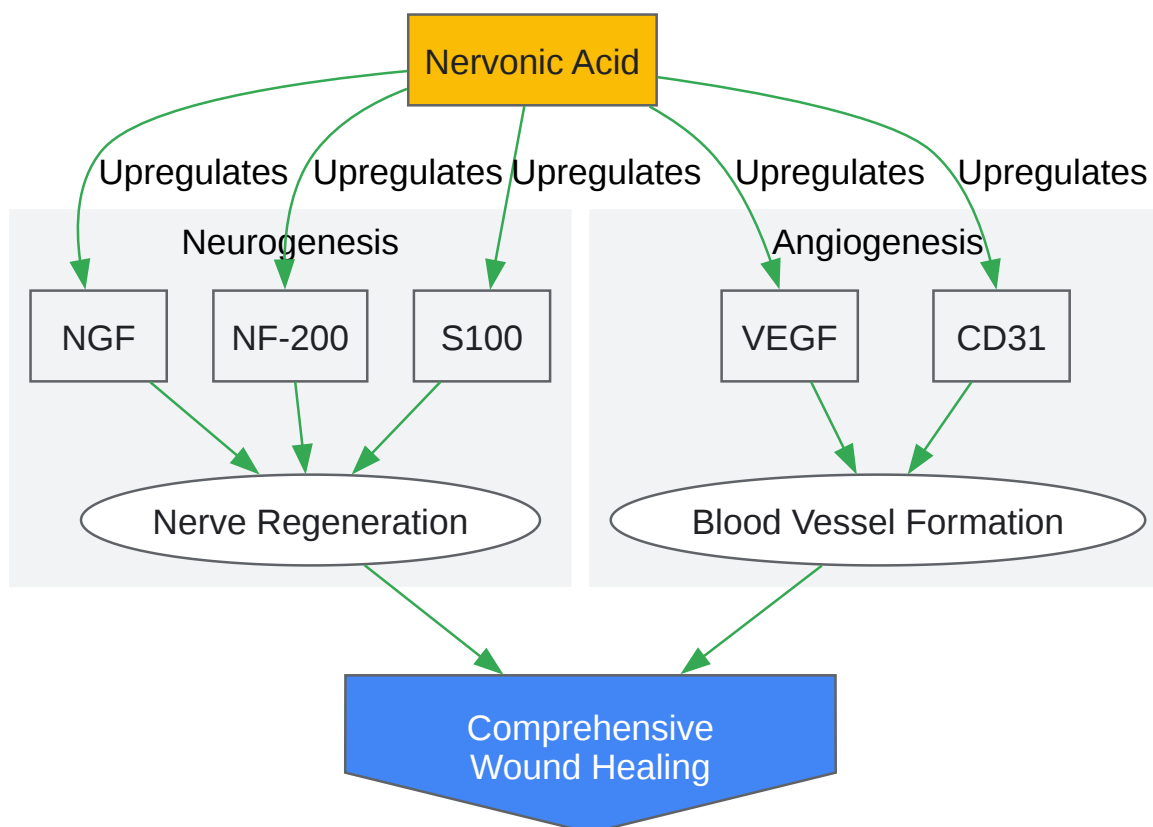 Nervonic Acid
Upregulates Upregulates Upregulates Upregulates Upregulates
Neurogenesis Angiogenesis
NGF NF-200 S100 VEGF CD31
Nerve Regeneration Blood Vessel Formation
Comprehensive
Wound Healing